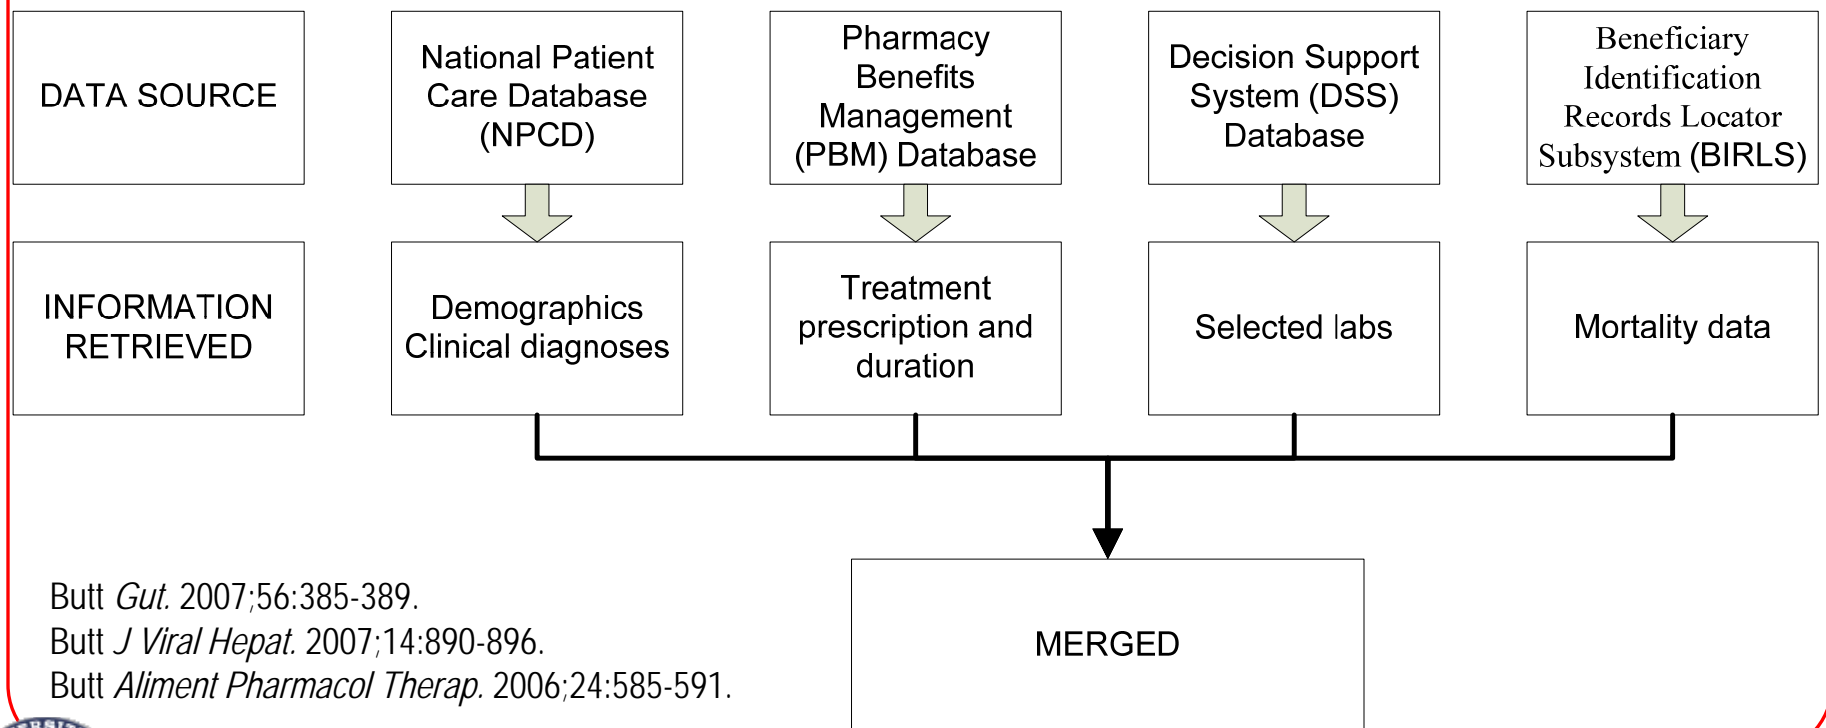 DATA SOURCE
National Patient
Care Database
(NPCD)
Pharmacy
Benefits
Management
(PBM) Database
Decision Support
System (DSS)
Database
Beneficiary
Identification
Records Locator
Subsystem (BIRLS)
INFORMATION
RETRIEVED
Demographics
Clinical diagnoses
Treatment
prescription and
duration
Selected labs
Mortality data
Butt Gut. 2007;56:385-389.
Butt J Viral Hepat. 2007;14:890-896.
Butt Aliment Pharmacol Therap. 2006;24:585-591.
MERGED